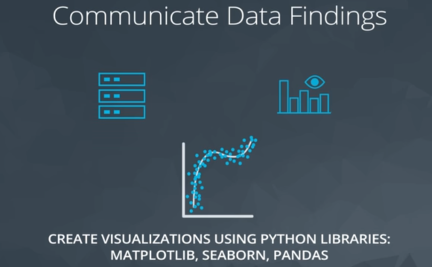 Communicate Data Findings
CREATE VISUALIZATIONS USING PYTHON LIBRARIES:
MATPLOTLIB, SEABORN, PANDAS